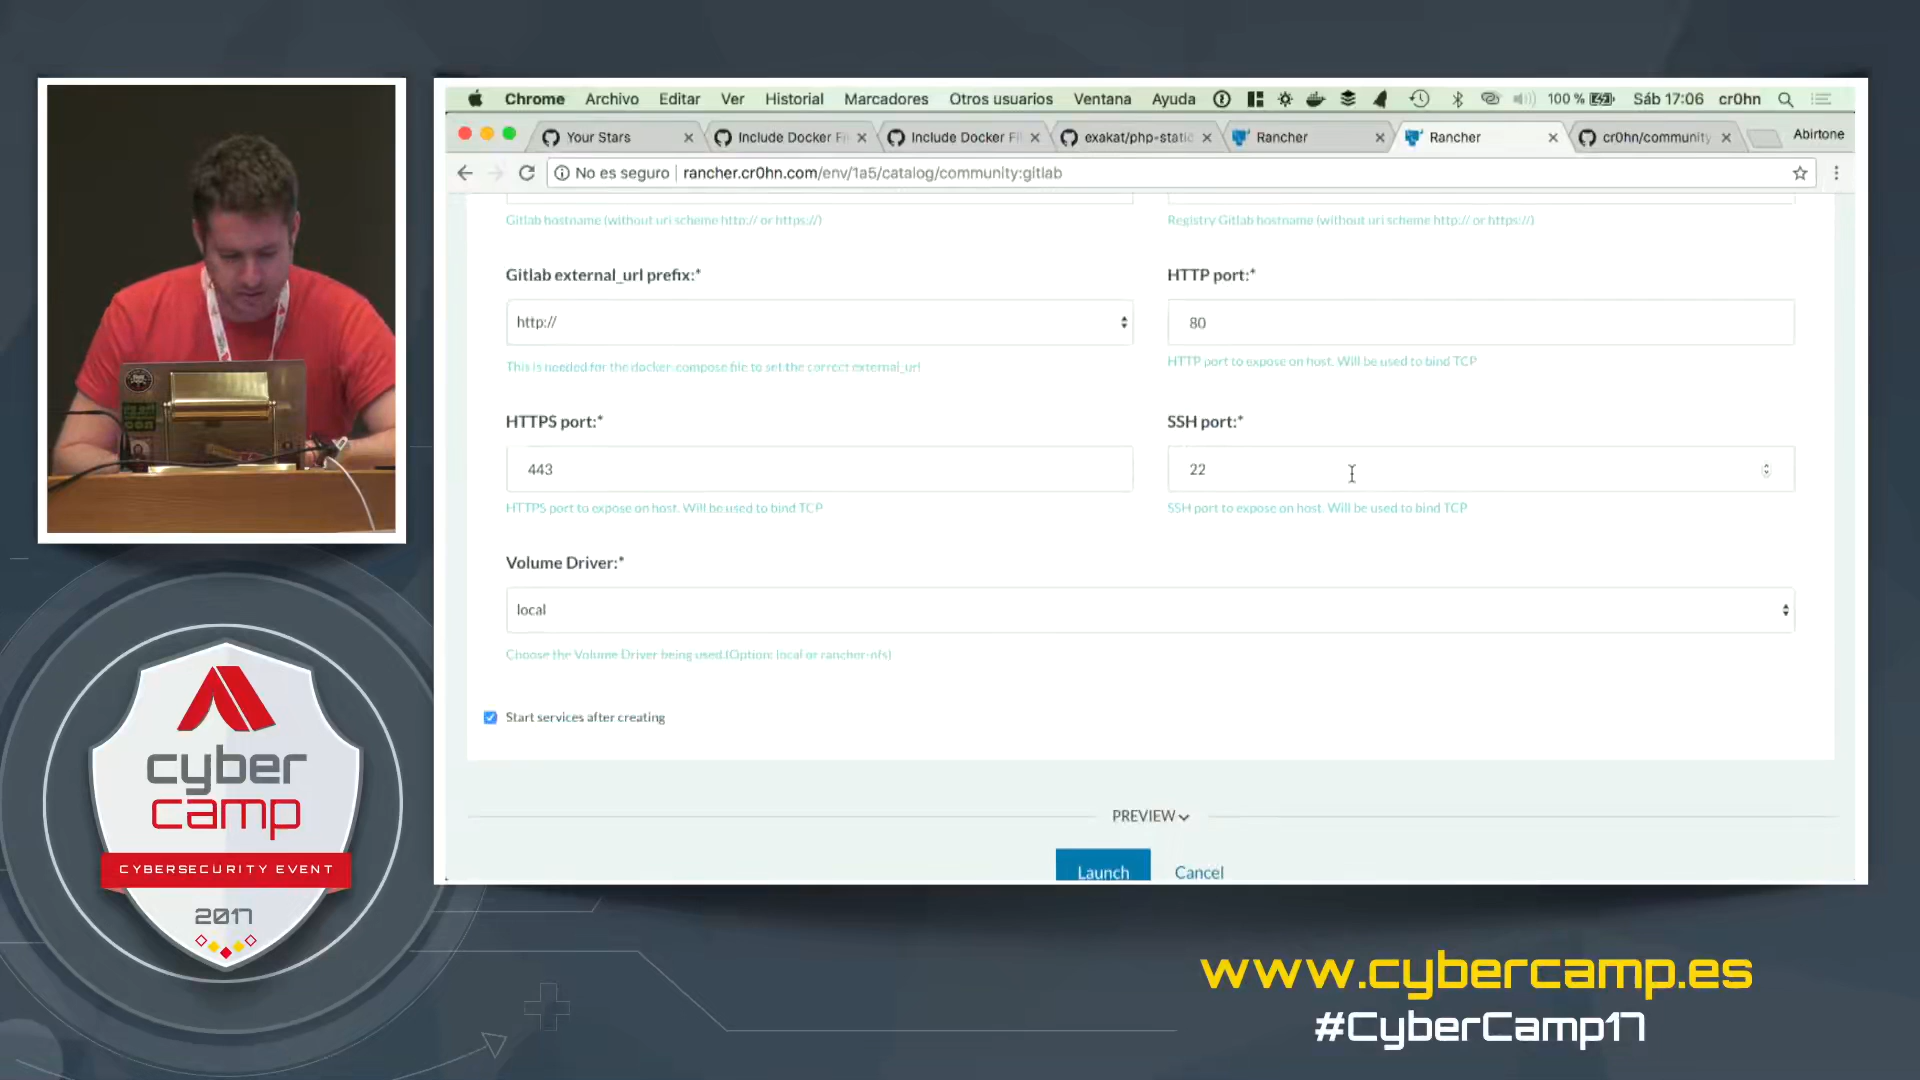 Chrome Archivo Editar Ver Historial Marcadores Otros usuarios Ventana Ayuda 100 % Sáb 17:06 cr0hn
Your Stars Include Docker Fi Include Docker Fi exakat/php-static Rancher Rancher cr0hn/community Abirtone
No es seguro rancher.cr0hn.com/env/1a5/catalog/community:gitlab
Gitlab hostname (without uri scheme http:// or https://) Registry Gitlab hostname (without uri scheme http:// or https://)
Gitlab external_url prefix:* HTTP port:*
http:// 80
This is needed for the docker-compose file to set the correct external_url HTTP port to expose on host. Will be used to bind TCP
HTTPS port:* SSH port:*
443 22
HTTPS port to expose on host. Will be used to bind TCP SSH port to expose on host. Will be used to bind TCP
Volume Driver:*
local
Choose the Volume Driver being used.(Option: local or rancher-nfs)
Start services after creating
PREVIEW
Launch Cancel
cyber
camp
CYBERSECURITY EVENT
2017
www.cybercamp.es
#CyberCamp17